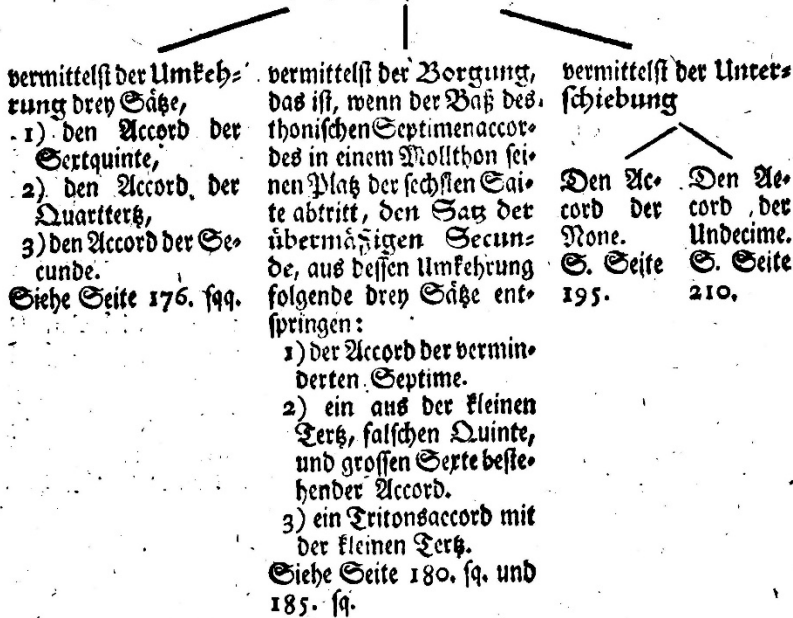 vermittelst der Umkeh⸗
rung drey Sätze,
1) den Accord der
Sextquinte,
2) den Accord der
Quarttertz,
3) den Accord der Se⸗
cunde.
Siehe Seite 176. sqq.
vermittelst der Borgung,
das ist, wenn der Baß des
thonischen Septimenaccor⸗
des in einem Mollthon sei⸗
nen Platz der sechsten Sai⸗
te abtritt, den Satz der
übermäßigen Secun⸗
de, aus dessen Umkehrung
folgende drey Sätze ent⸗
springen:
1) der Accord der vermin⸗
derten Septime.
2) ein aus der kleinen
Tertz, falschen Quinte,
und grossen Sexte beste⸗
hender Accord.
3) ein Tritonsaccord mit
der kleinen Tertz.
Siehe Seite 180. sq. und
185. sq.
vermittelst der Unter⸗
schiebung
Den Ac⸗
cord der
None.
S. Seite
195.
Den Ac⸗
cord der
Undecime.
S. Seite
210.